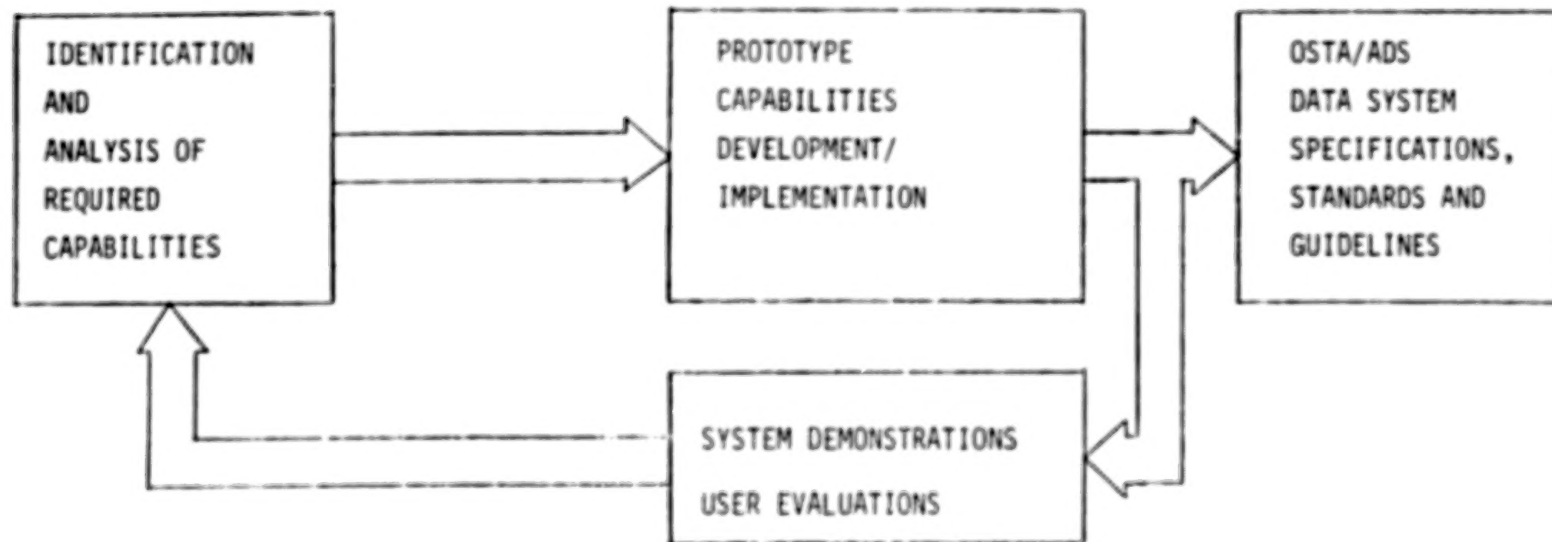 IDENTIFICATION
AND
ANALYSIS OF
REQUIRED
CAPABILITIES
PROTOTYPE
CAPABILITIES
DEVELOPMENT/
IMPLEMENTATION
OSTA/ADS
DATA SYSTEM
SPECIFICATIONS,
STANDARDS AND
GUIDELINES
SYSTEM DEMONSTRATIONS
USER EVALUATIONS